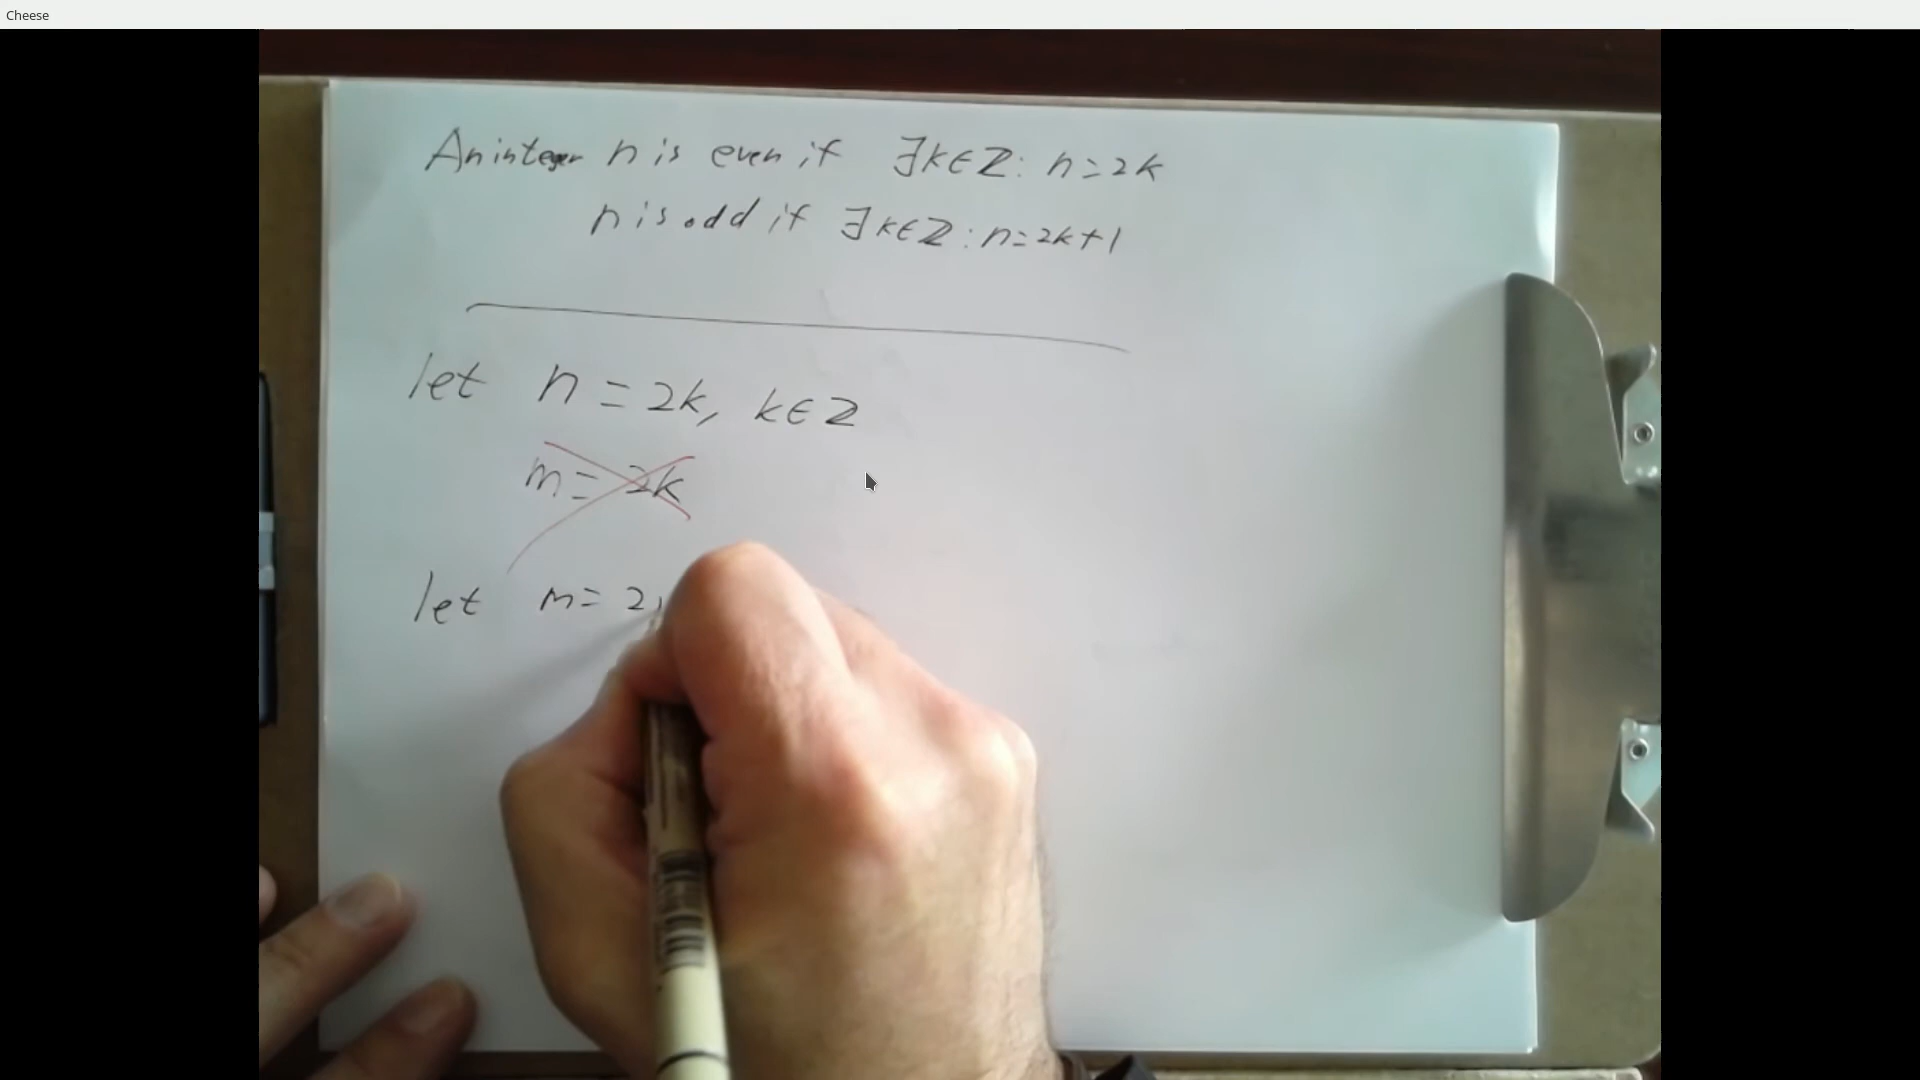 Cheese
An integer n is even if ∃k∈ℤ: n=2k
n is odd if ∃k∈ℤ: n=2k+1
let n = 2k, k∈ℤ
m = 2k
let m = 2